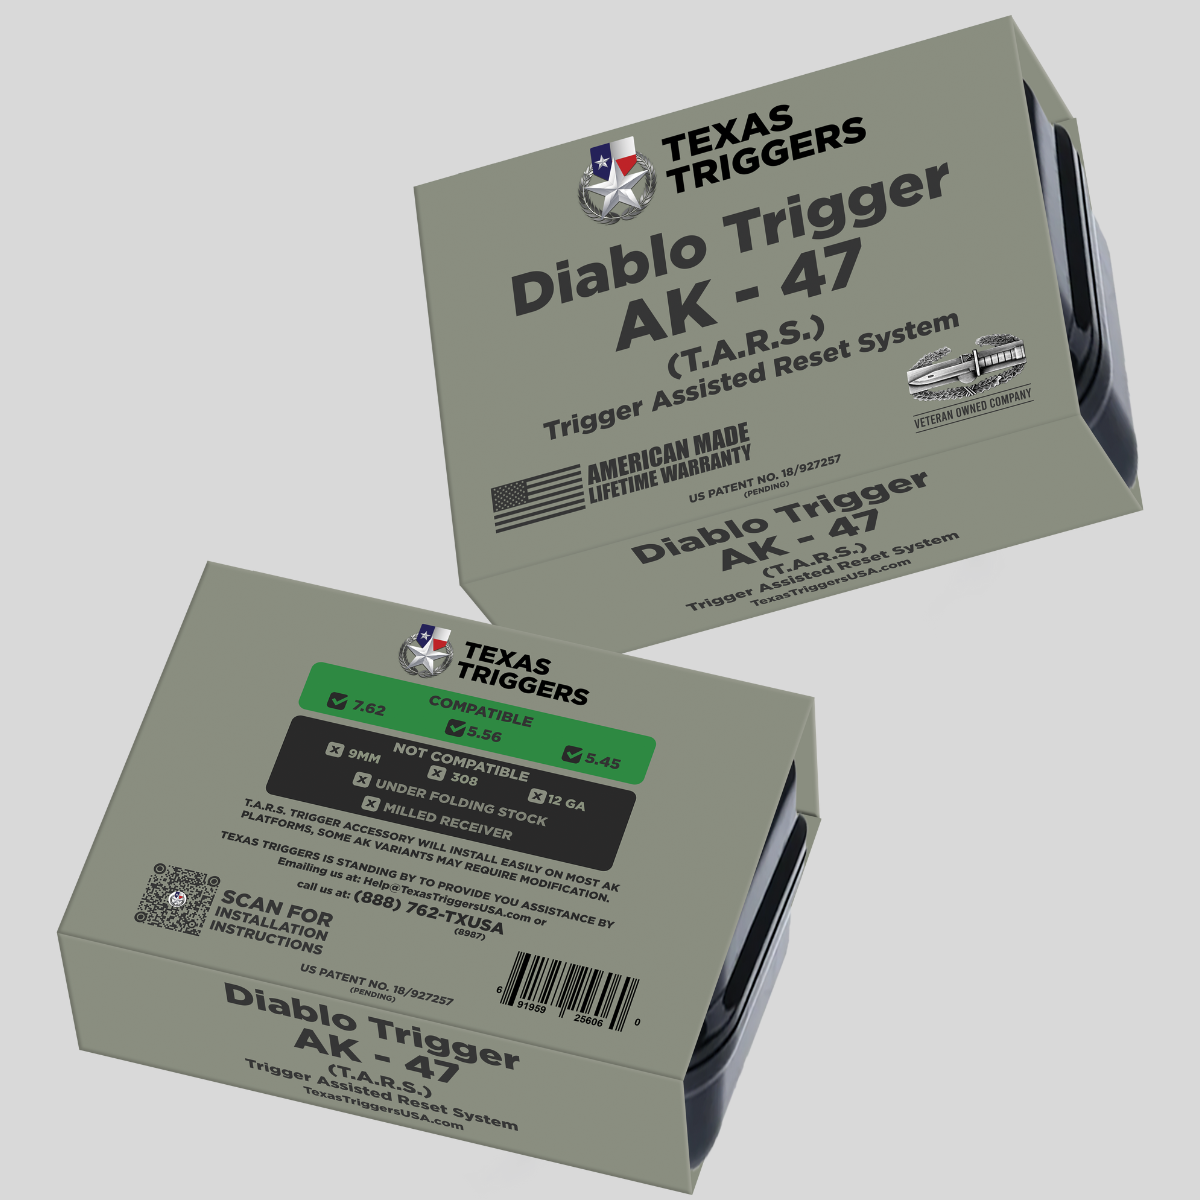 TEXAS
TRIGGERS
Diablo Trigger
AK - 47
(T.A.R.S.)
Trigger Assisted Reset System
VETERAN OWNED COMPANY
AMERICAN MADE
LIFETIME WARRANTY
US PATENT NO. 18/927257
(PENDING)
Diablo Trigger
AK - 47
(T.A.R.S.)
Trigger Assisted Reset System
TexasTriggersUSA.com
TEXAS
TRIGGERS
COMPATIBLE
7.62
5.56
5.45
NOT COMPATIBLE
9MM
308
12 GA
UNDER FOLDING STOCK
MILLED RECEIVER
T.A.R.S. TRIGGER ACCESSORY WILL INSTALL EASILY ON MOST AK
PLATFORMS, SOME AK VARIANTS MAY REQUIRE MODIFICATION.
TEXAS TRIGGERS IS STANDING BY TO PROVIDE YOU ASSISTANCE BY
Emailing us at: Help@TexasTriggersUSA.com or
call us at: (888) 762-TXUSA
(8987)
SCAN FOR
INSTALLATION
INSTRUCTIONS
US PATENT NO. 18/927257
(PENDING)
6 91959 25606 0
Diablo Trigger
AK - 47
(T.A.R.S.)
Trigger Assisted Reset System
TexasTriggersUSA.com